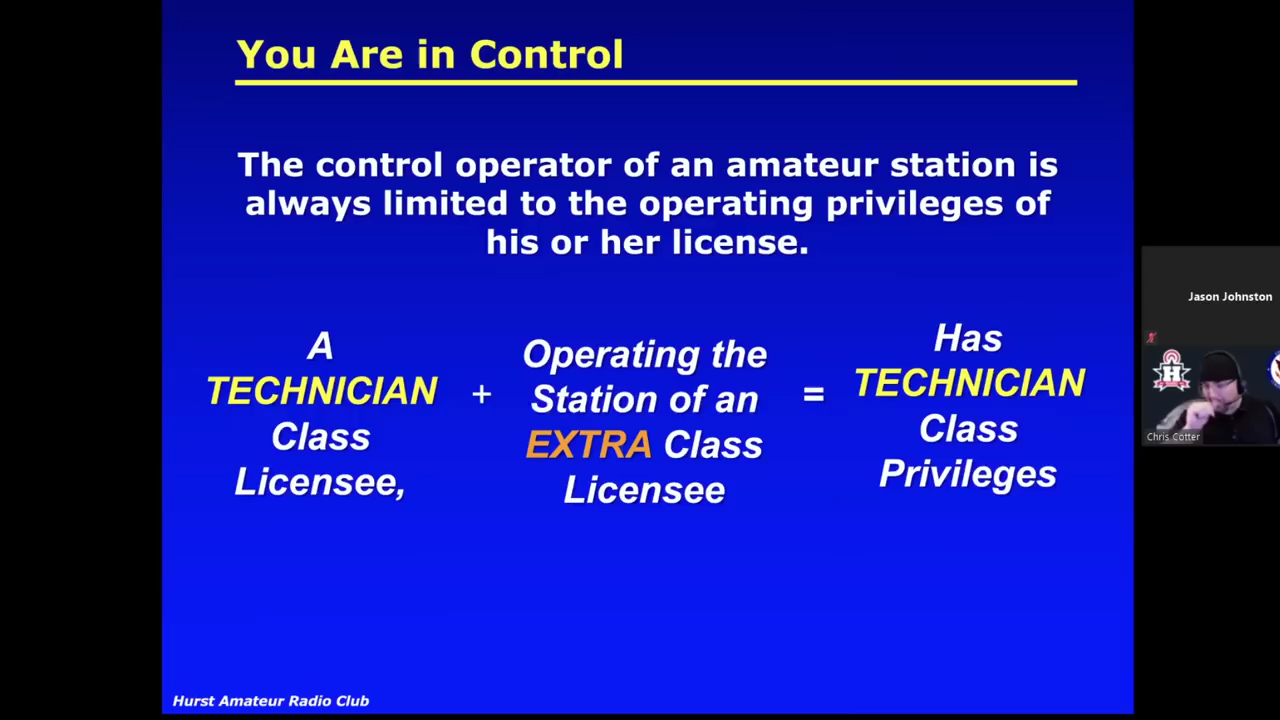 You Are in Control
The control operator of an amateur station is
always limited to the operating privileges of
his or her license.
A
TECHNICIAN
Class
Licensee,
+
Operating the
Station of an
EXTRA Class
Licensee
=
Has
TECHNICIAN
Class
Privileges
Jason Johnston
H
Chris Cotter
Hurst Amateur Radio Club